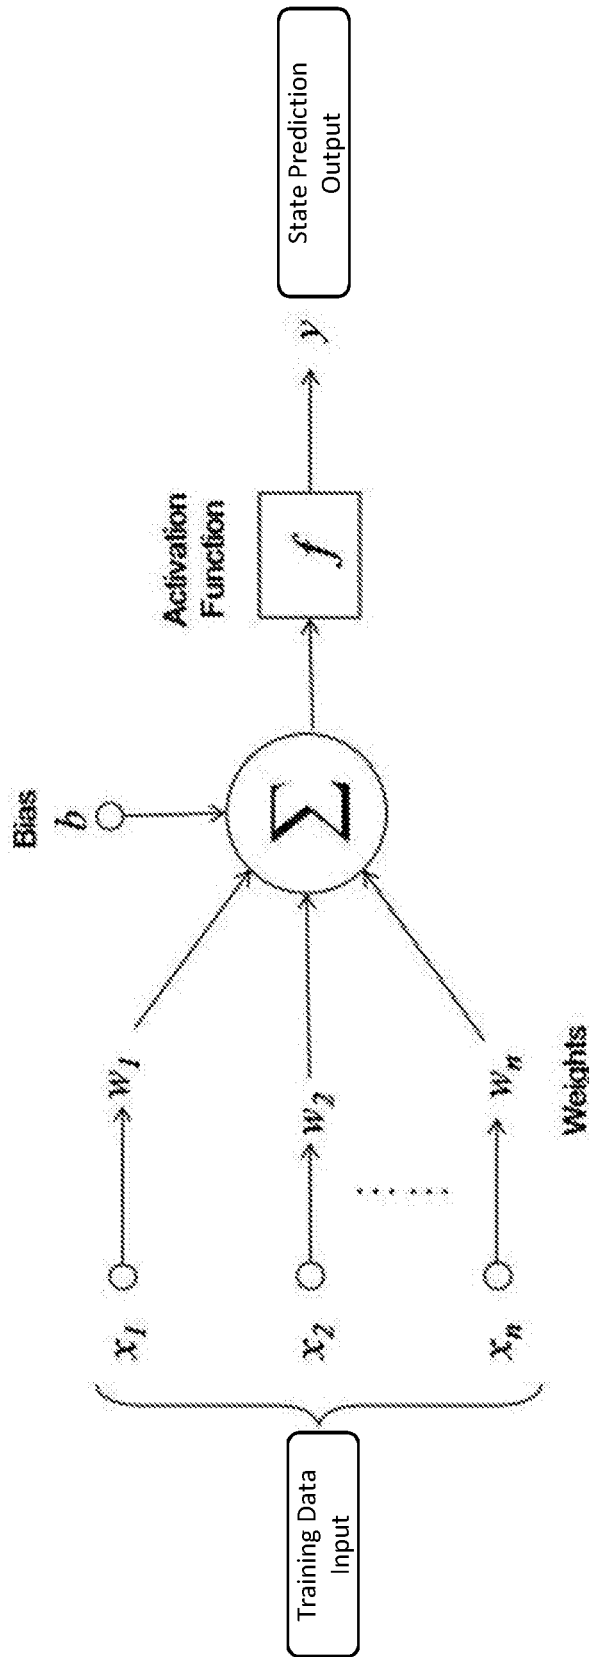 Training Data
Input
x1
x2
xn
w1
w2
......
wn
Weights
Bias
b
Σ
Activation
Function
f
y
State Prediction
Output